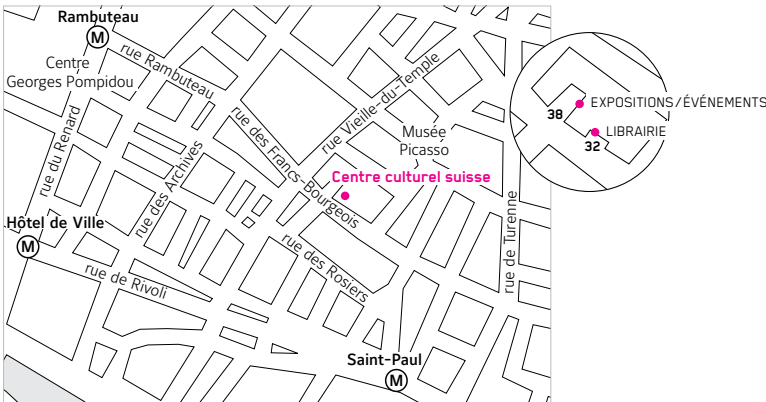 Rambuteau
M
rue Rambuteau
Centre
Georges Pompidou
rue du Renard
rue des Archives
rue des Francs-Bourgeois
rue Vieille-du-Temple
Musée
Picasso
Centre culturel suisse
rue de Turenne
Hôtel de Ville
M
rue de Rivoli
rue des Rosiers
Saint-Paul
M
EXPOSITIONS/ÉVÉNEMENTS
38
LIBRAIRIE
32